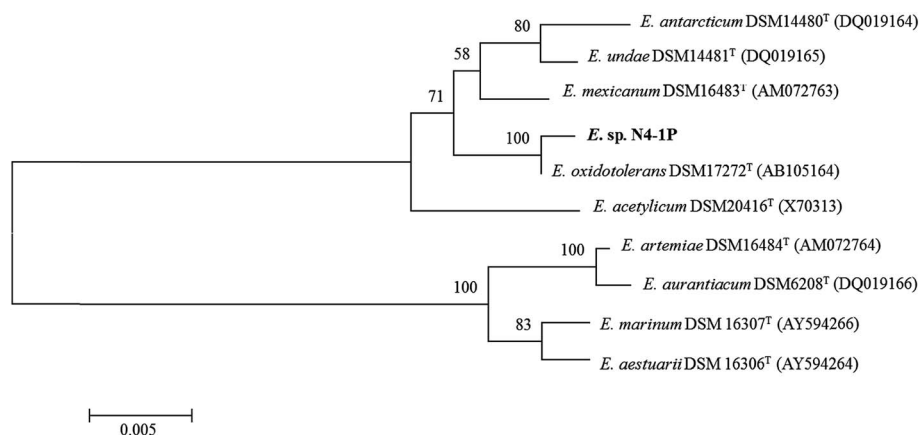 E. antarcticum DSM14480ᵀ (DQ019164)
80
E. undae DSM14481ᵀ (DQ019165)
58
E. mexicanum DSM16483ᵀ (AM072763)
71
E. sp. N4-1P
100
E. oxidotolerans DSM17272ᵀ (AB105164)
E. acetylicum DSM20416ᵀ (X70313)
E. artemiae DSM16484ᵀ (AM072764)
100
E. aurantiacum DSM6208ᵀ (DQ019166)
100
E. marinum DSM 16307ᵀ (AY594266)
83
E. aestuarii DSM 16306ᵀ (AY594264)
0.005